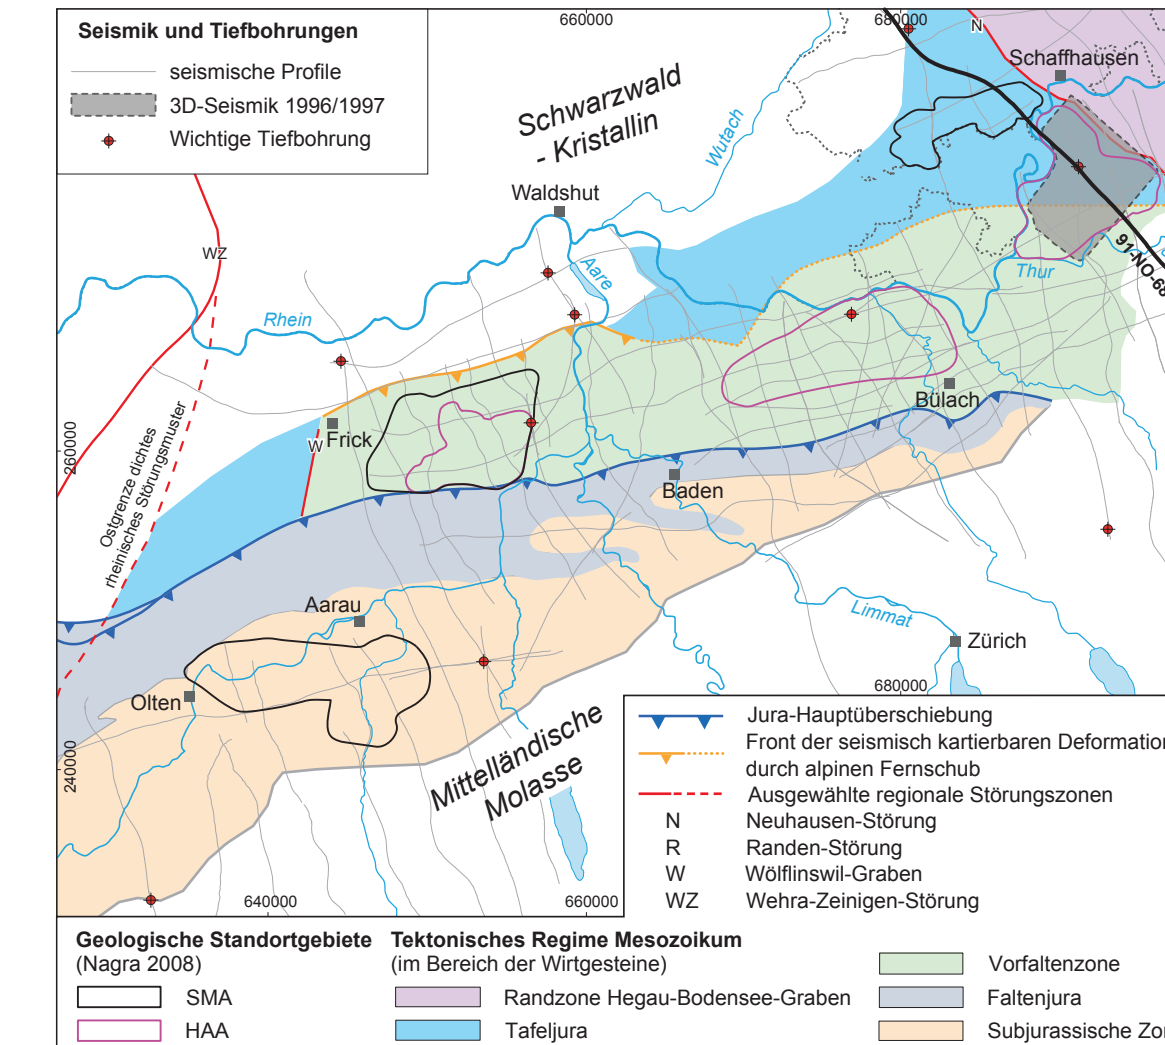 Seismik und Tiefbohrungen
seismische Profile
3D-Seismik 1996/1997
Wichtige Tiefbohrung
660000
680000
N
Schaffhausen
Schwarzwald
- Kristallin
Wutach
Waldshut
WZ
Aare
Thur
91-NO-68
Rhein
Bülach
260000
W
Frick
Ostgrenze dichtes
rheinisches Störungsmuster
Baden
Aarau
Limmat
Zürich
Olten
680000
240000
Mittelländische
Molasse
Jura-Hauptüberschiebung
Front der seismisch kartierbaren Deformation
durch alpinen Fernschub
Ausgewählte regionale Störungszonen
N Neuhausen-Störung
R Randen-Störung
W Wölflinswil-Graben
WZ Wehra-Zeinigen-Störung
640000
660000
Geologische Standortgebiete
(Nagra 2008)
SMA
HAA
Tektonisches Regime Mesozoikum
(im Bereich der Wirtgesteine)
Randzone Hegau-Bodensee-Graben
Tafeljura
Vorfaltenzone
Faltenjura
Subjurassische Zon